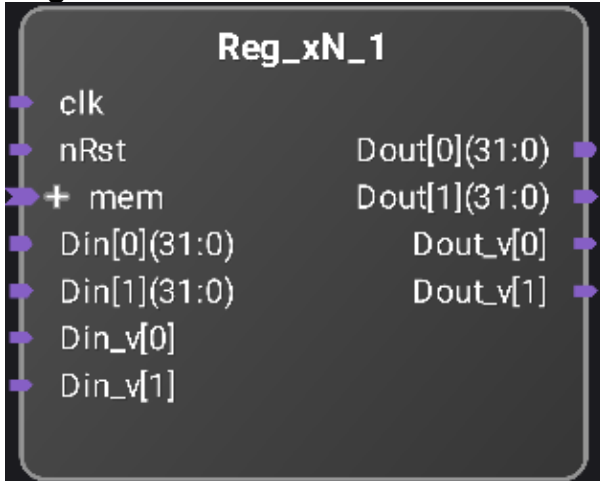 Reg_xN_1
clk
nRst
+ mem
Din[0](31:0)
Din[1](31:0)
Din_v[0]
Din_v[1]
Dout[0](31:0)
Dout[1](31:0)
Dout_v[0]
Dout_v[1]